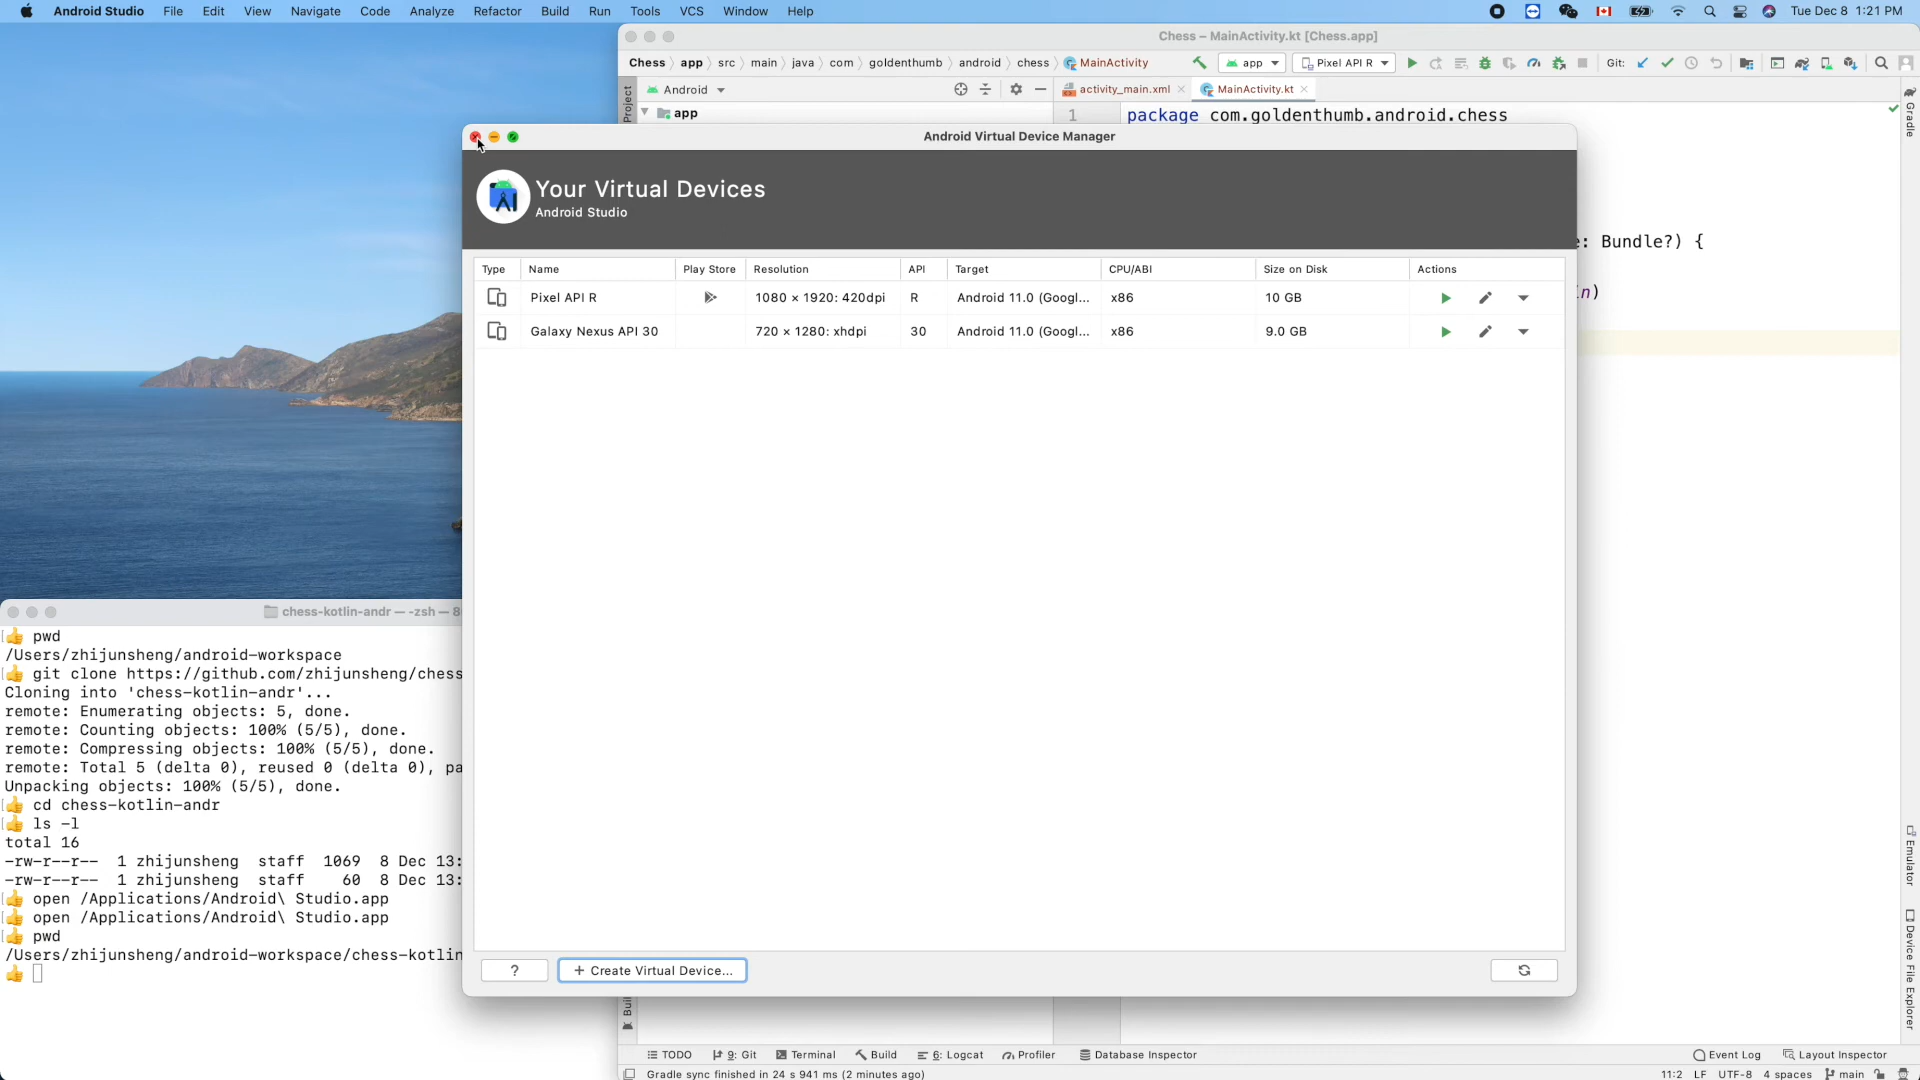 Android Studio File Edit View Navigate Code Analyze Refactor Build Run Tools VCS Window Help Tue Dec 8 1:21 PM
Chess – MainActivity.kt [Chess.app]
Chess app src main java com goldenthumb android chess MainActivity app Pixel API R Git:
Project Android activity_main.xml MainActivity.kt Gradle
app 1 package com.goldenthumb.android.chess
Android Virtual Device Manager
Your Virtual Devices
Android Studio
: Bundle?) {
Type Name Play Store Resolution API Target CPU/ABI Size on Disk Actions
Pixel API R 1080 × 1920: 420dpi R Android 11.0 (Googl... x86 10 GB
Galaxy Nexus API 30 720 × 1280: xhdpi 30 Android 11.0 (Googl... x86 9.0 GB
chess-kotlin-andr — -zsh — 8
👍 pwd
/Users/zhijunsheng/android-workspace
👍 git clone https://github.com/zhijunsheng/chess
Cloning into 'chess-kotlin-andr'...
remote: Enumerating objects: 5, done.
remote: Counting objects: 100% (5/5), done.
remote: Compressing objects: 100% (5/5), done.
remote: Total 5 (delta 0), reused 0 (delta 0), pa
Unpacking objects: 100% (5/5), done.
👍 cd chess-kotlin-andr
👍 ls -l
total 16
-rw-r--r-- 1 zhijunsheng staff 1069 8 Dec 13:
-rw-r--r-- 1 zhijunsheng staff 60 8 Dec 13:
👍 open /Applications/Android\ Studio.app
👍 open /Applications/Android\ Studio.app
👍 pwd
/Users/zhijunsheng/android-workspace/chess-kotlin
👍
Emulator
Device File Explorer
? + Create Virtual Device...
TODO 9: Git Terminal Build 6: Logcat Profiler Database Inspector Event Log Layout Inspector
Gradle sync finished in 24 s 941 ms (2 minutes ago) 11:2 LF UTF-8 4 spaces main